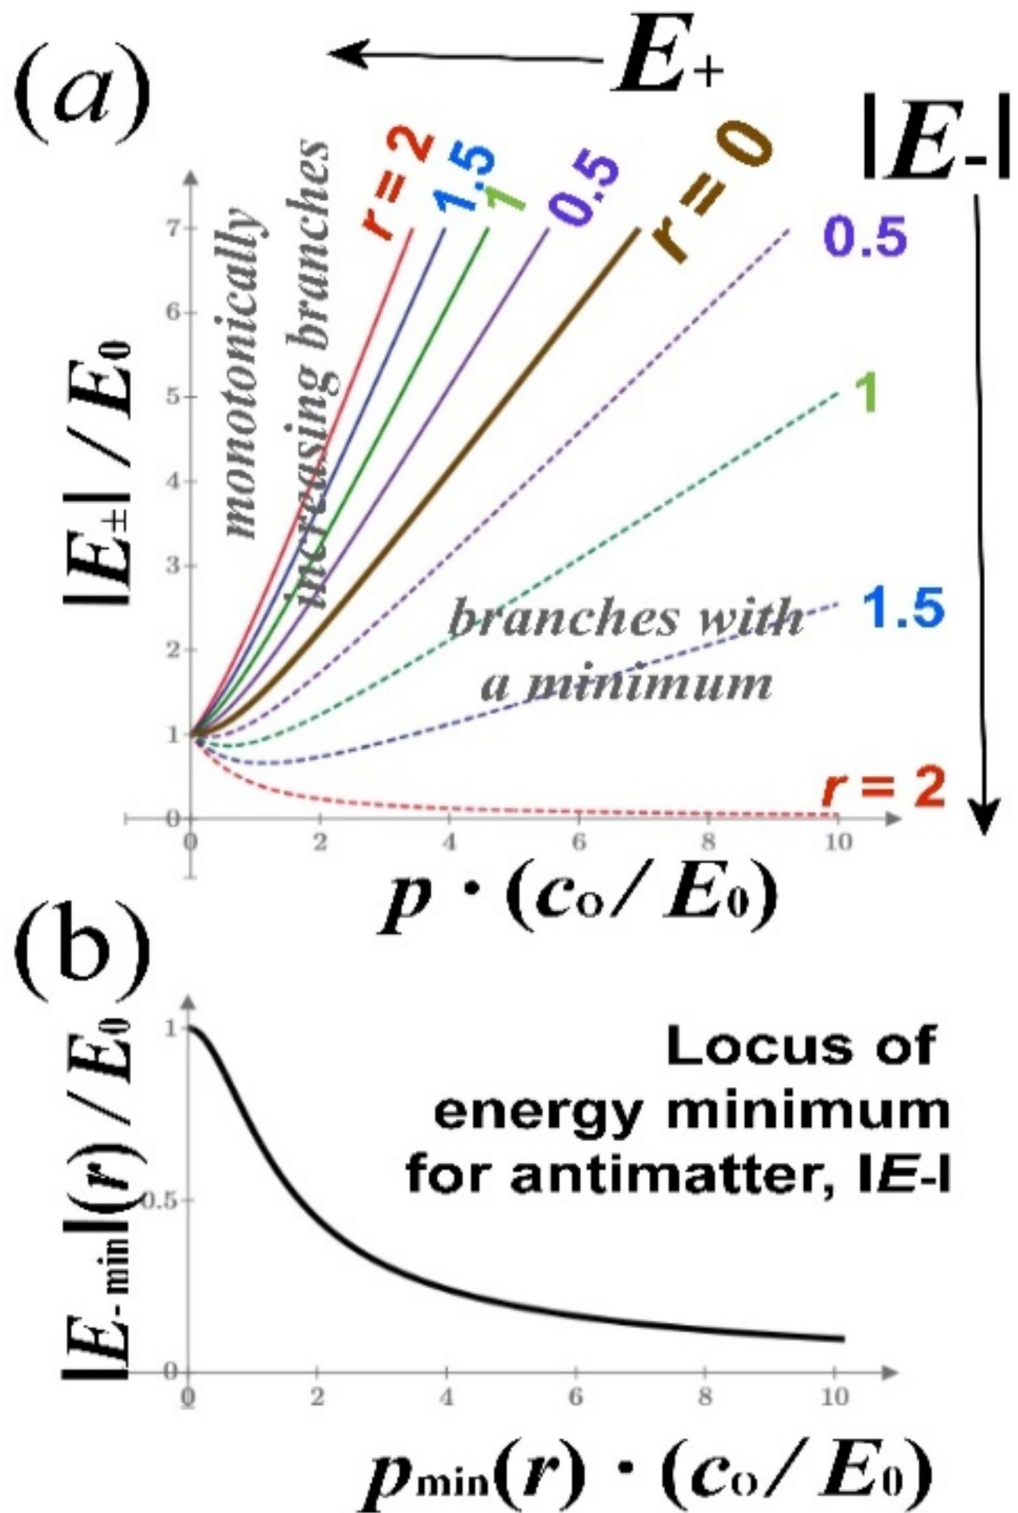 (a)
E+
|E-|
r = 2
1.5
1
0.5
r = 0
0.5
1
1.5
r = 2
monotonically
increasing branches
branches with
a minimum
|E±| / E0
7
6
5
4
3
2
1
0
0 2 4 6 8 10
p · (co / E0)
(b)
|E- min|(r) / E0
1
0.5
0
Locus of
energy minimum
for antimatter, |E-|
0 2 4 6 8 10
pmin(r) · (co / E0)